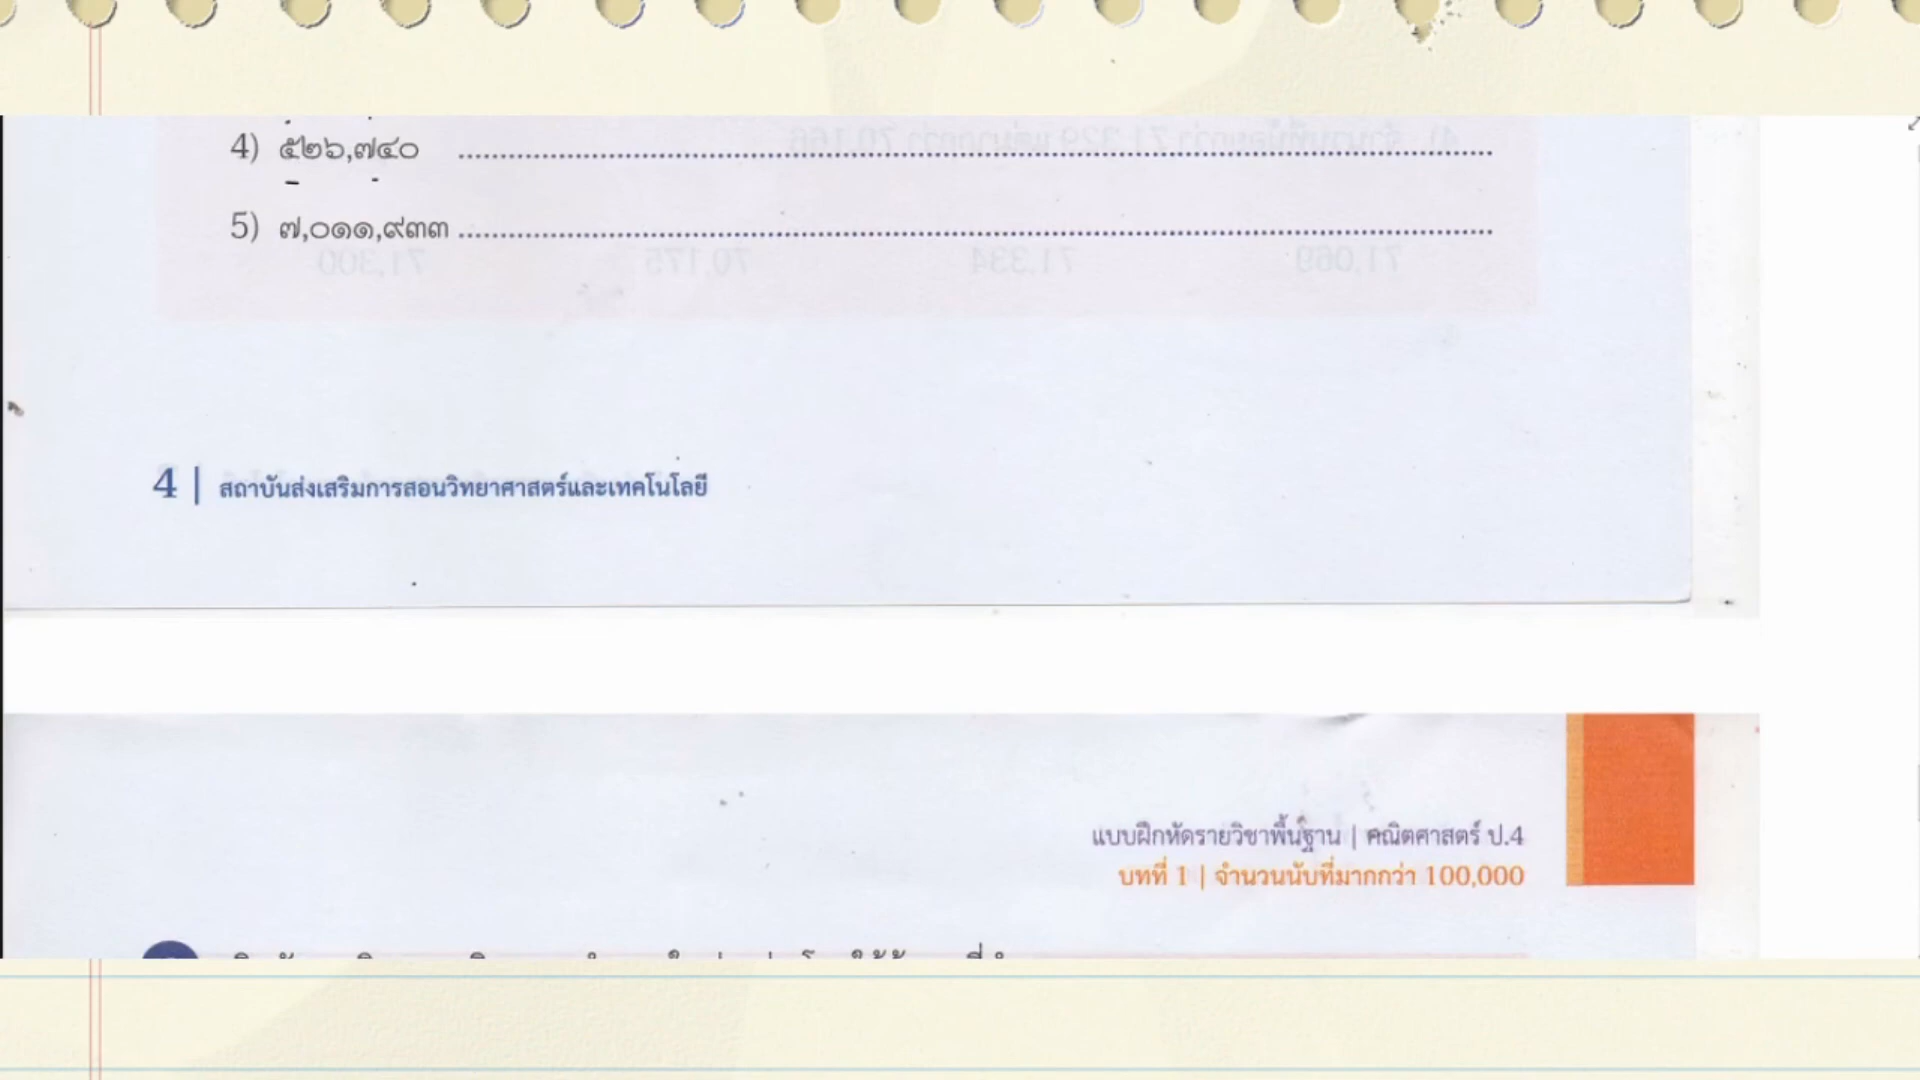 4) ๕๒๖,๗๔๐ ................................
5) ๗,๐๑๑,๙๓๓ ................................
4 | สถาบันส่งเสริมการสอนวิทยาศาสตร์และเทคโนโลยี
แบบฝึกหัดรายวิชาพื้นฐาน | คณิตศาสตร์ ป.4
บทที่ 1 | จำนวนนับที่มากกว่า 100,000